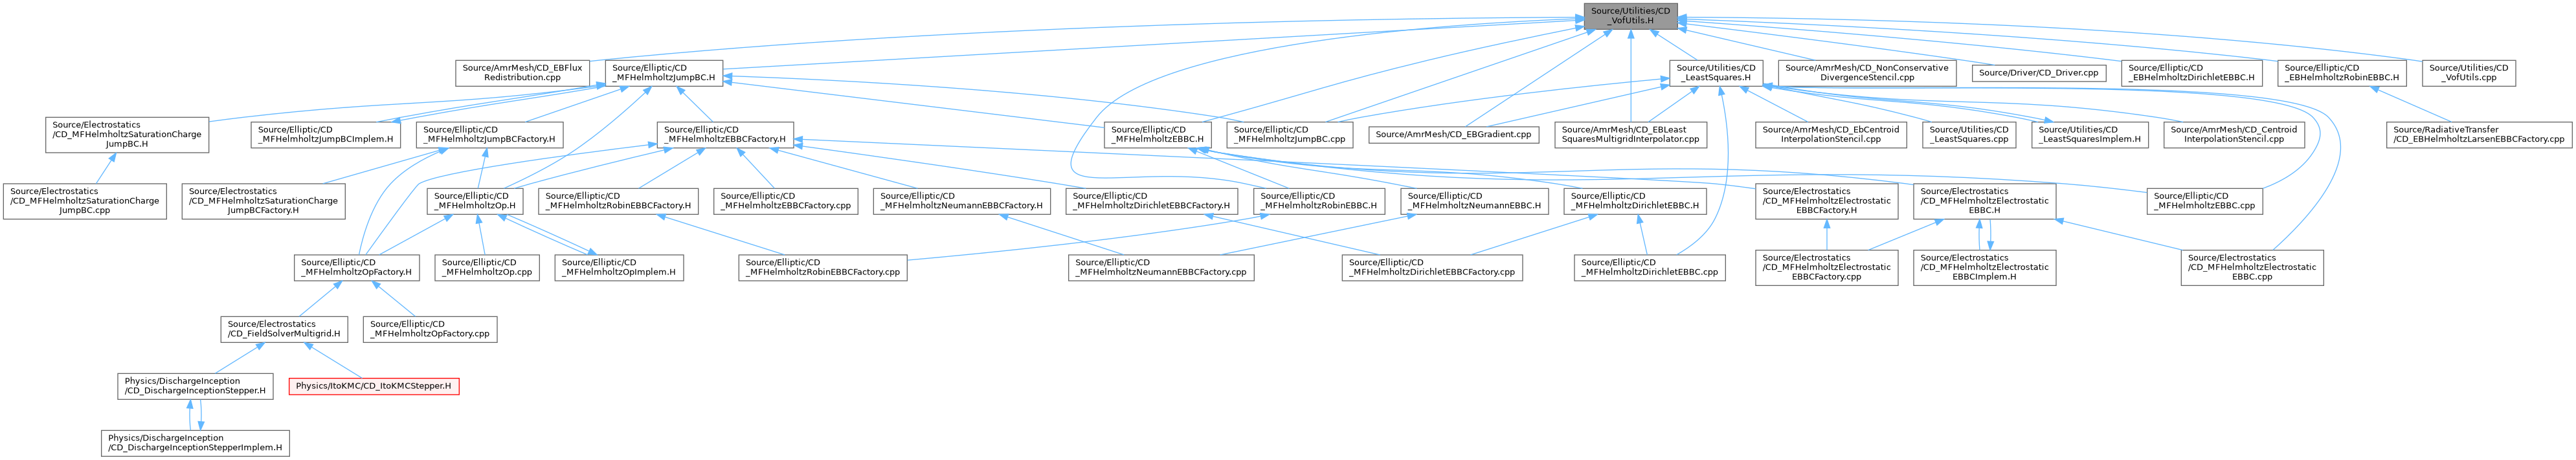 Source/Utilities/CD
_VofUtils.H
Source/AmrMesh/CD_EBFlux
Redistribution.cpp
Source/Elliptic/CD
_MFHelmholtzJumpBC.H
Source/Utilities/CD
_LeastSquares.H
Source/AmrMesh/CD_NonConservative
DivergenceStencil.cpp
Source/Driver/CD_Driver.cpp
Source/Elliptic/CD
_EBHelmholtzDirichletEBBC.H
Source/Elliptic/CD
_EBHelmholtzRobinEBBC.H
Source/Utilities/CD
_VofUtils.cpp
Source/Electrostatics
/CD_MFHelmholtzSaturationCharge
JumpBC.H
Source/Elliptic/CD
_MFHelmholtzJumpBCImplem.H
Source/Elliptic/CD
_MFHelmholtzJumpBCFactory.H
Source/Elliptic/CD
_MFHelmholtzEBBCFactory.H
Source/Elliptic/CD
_MFHelmholtzEBBC.H
Source/Elliptic/CD
_MFHelmholtzJumpBC.cpp
Source/AmrMesh/CD_EBGradient.cpp
Source/AmrMesh/CD_EBLeast
SquaresMultigridInterpolator.cpp
Source/AmrMesh/CD_EbCentroid
InterpolationStencil.cpp
Source/Utilities/CD
_LeastSquares.cpp
Source/Utilities/CD
_LeastSquaresImplem.H
Source/AmrMesh/CD_Centroid
InterpolationStencil.cpp
Source/RadiativeTransfer
/CD_EBHelmholtzLarsenEBBCFactory.cpp
Source/Electrostatics
/CD_MFHelmholtzSaturationCharge
JumpBC.cpp
Source/Electrostatics
/CD_MFHelmholtzSaturationCharge
JumpBCFactory.H
Source/Elliptic/CD
_MFHelmholtzOp.H
Source/Elliptic/CD
_MFHelmholtzRobinEBBCFactory.H
Source/Elliptic/CD
_MFHelmholtzEBBCFactory.cpp
Source/Elliptic/CD
_MFHelmholtzNeumannEBBCFactory.H
Source/Elliptic/CD
_MFHelmholtzDirichletEBBCFactory.H
Source/Elliptic/CD
_MFHelmholtzRobinEBBC.H
Source/Elliptic/CD
_MFHelmholtzNeumannEBBC.H
Source/Elliptic/CD
_MFHelmholtzDirichletEBBC.H
Source/Electrostatics
/CD_MFHelmholtzElectrostatic
EBBCFactory.H
Source/Electrostatics
/CD_MFHelmholtzElectrostatic
EBBC.H
Source/Elliptic/CD
_MFHelmholtzEBBC.cpp
Source/Elliptic/CD
_MFHelmholtzOpFactory.H
Source/Elliptic/CD
_MFHelmholtzOp.cpp
Source/Elliptic/CD
_MFHelmholtzOpImplem.H
Source/Elliptic/CD
_MFHelmholtzRobinEBBCFactory.cpp
Source/Elliptic/CD
_MFHelmholtzNeumannEBBCFactory.cpp
Source/Elliptic/CD
_MFHelmholtzDirichletEBBCFactory.cpp
Source/Elliptic/CD
_MFHelmholtzDirichletEBBC.cpp
Source/Electrostatics
/CD_MFHelmholtzElectrostatic
EBBCFactory.cpp
Source/Electrostatics
/CD_MFHelmholtzElectrostatic
EBBCImplem.H
Source/Electrostatics
/CD_MFHelmholtzElectrostatic
EBBC.cpp
Source/Electrostatics
/CD_FieldSolverMultigrid.H
Source/Elliptic/CD
_MFHelmholtzOpFactory.cpp
Physics/DischargeInception
/CD_DischargeInceptionStepper.H
Physics/ItoKMC/CD_ItoKMCStepper.H
Physics/DischargeInception
/CD_DischargeInceptionStepperImplem.H